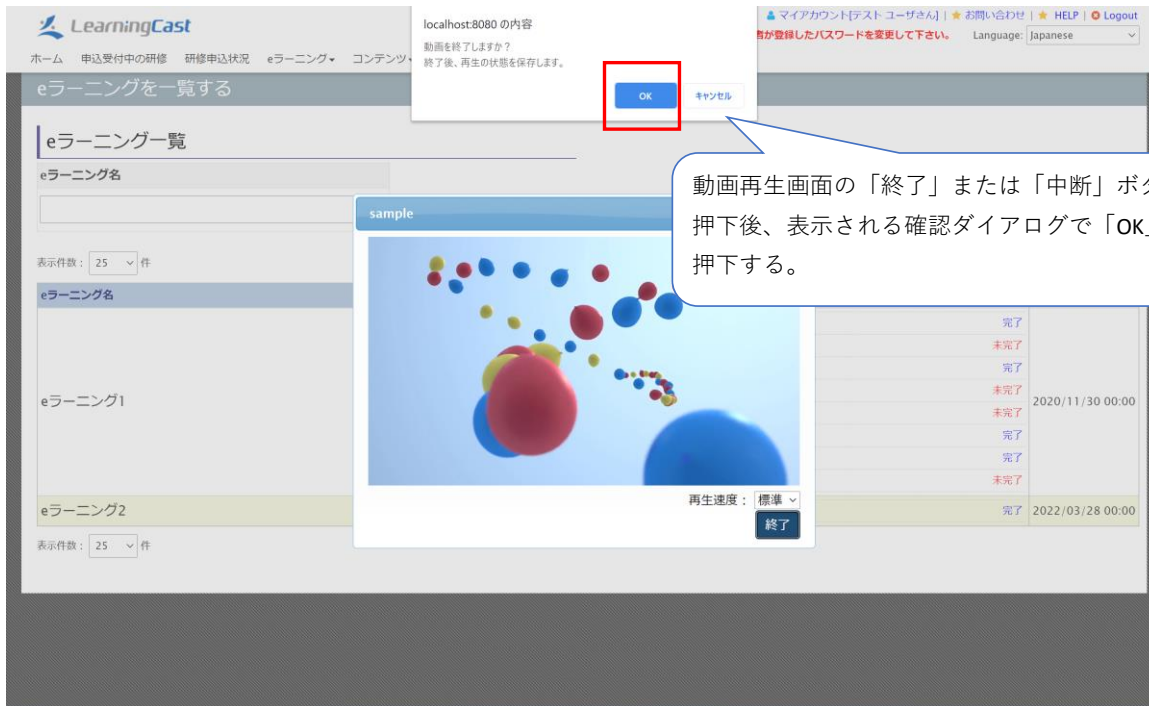 LearningCast
マイアカウント[テスト ユーザさん] | お問い合わせ | HELP | Logout
者が登録したパスワードを変更して下さい。 Language: Japanese
ホーム 申込受付中の研修 研修申込状況 eラーニング▾ コンテンツ
localhost:8080 の内容
動画を終了しますか？
終了後、再生の状態を保存します。
OK キャンセル
eラーニングを一覧する
eラーニング一覧
eラーニング名
動画再生画面の「終了」または「中断」ボタ
押下後、表示される確認ダイアログで「OK」
押下する。
sample
表示件数： 25 件
eラーニング名
完了
未完了
完了
未完了
未完了
完了
完了
未完了
eラーニング1
2020/11/30 00:00
再生速度： 標準
終了
eラーニング2 完了 2022/03/28 00:00
表示件数： 25 件